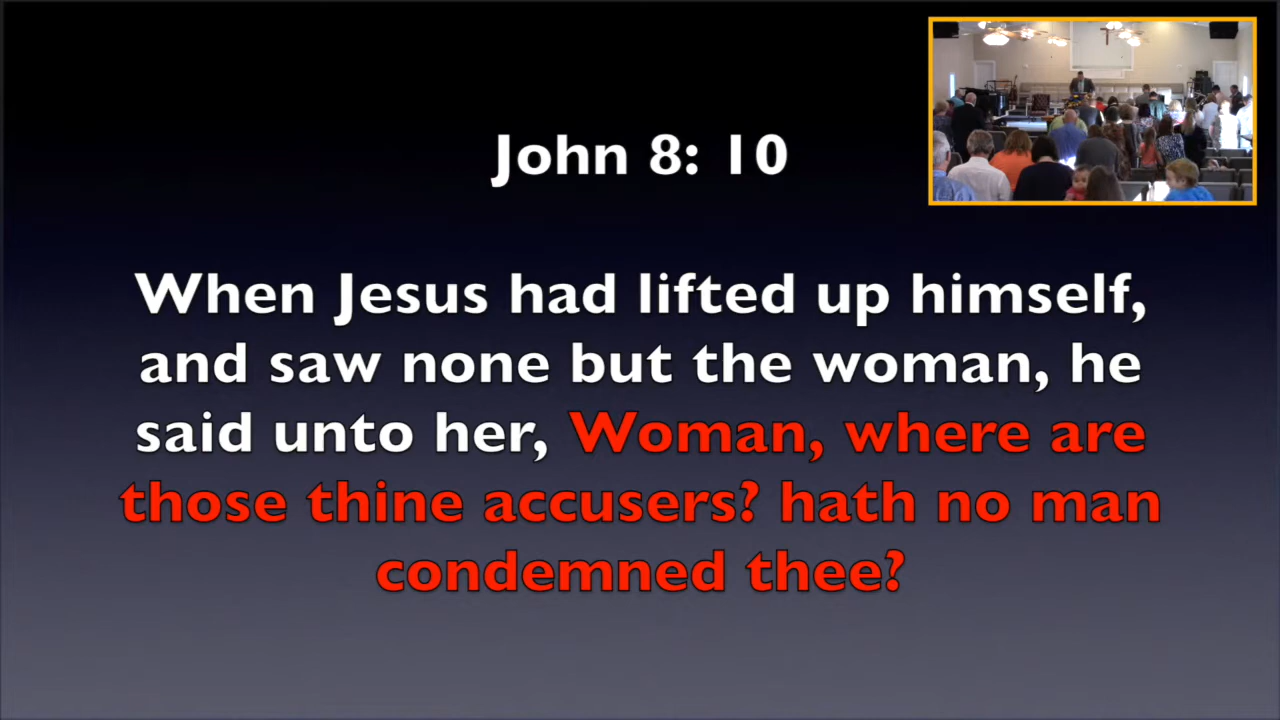 John 8: 10
When Jesus had lifted up himself,
and saw none but the woman, he
said unto her, Woman, where are
those thine accusers? hath no man
condemned thee?